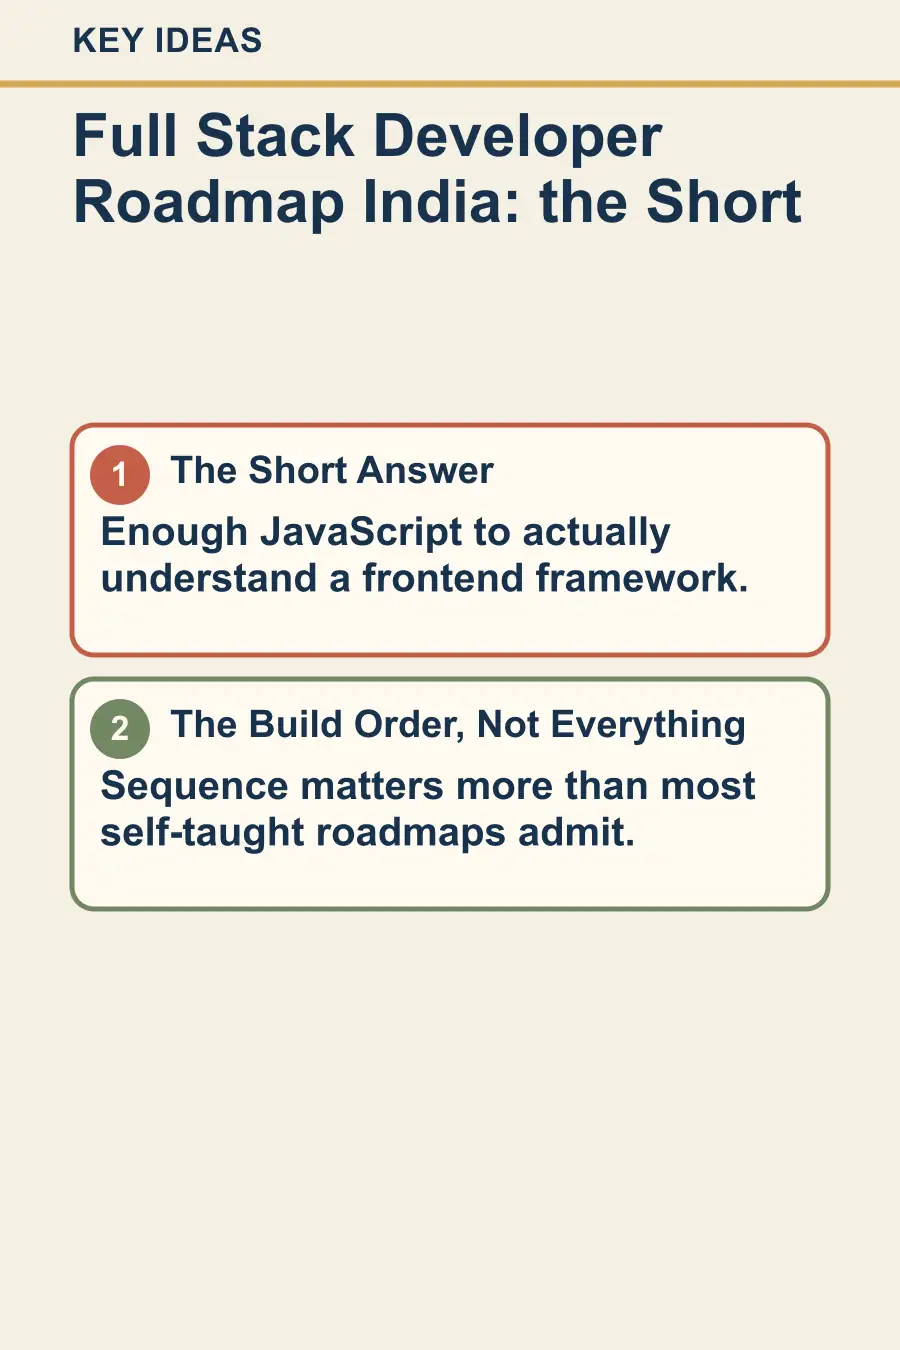 KEY IDEAS
Full Stack Developer
Roadmap India: the Short
1 The Short Answer
Enough JavaScript to actually
understand a frontend framework.
2 The Build Order, Not Everything
Sequence matters more than most
self-taught roadmaps admit.